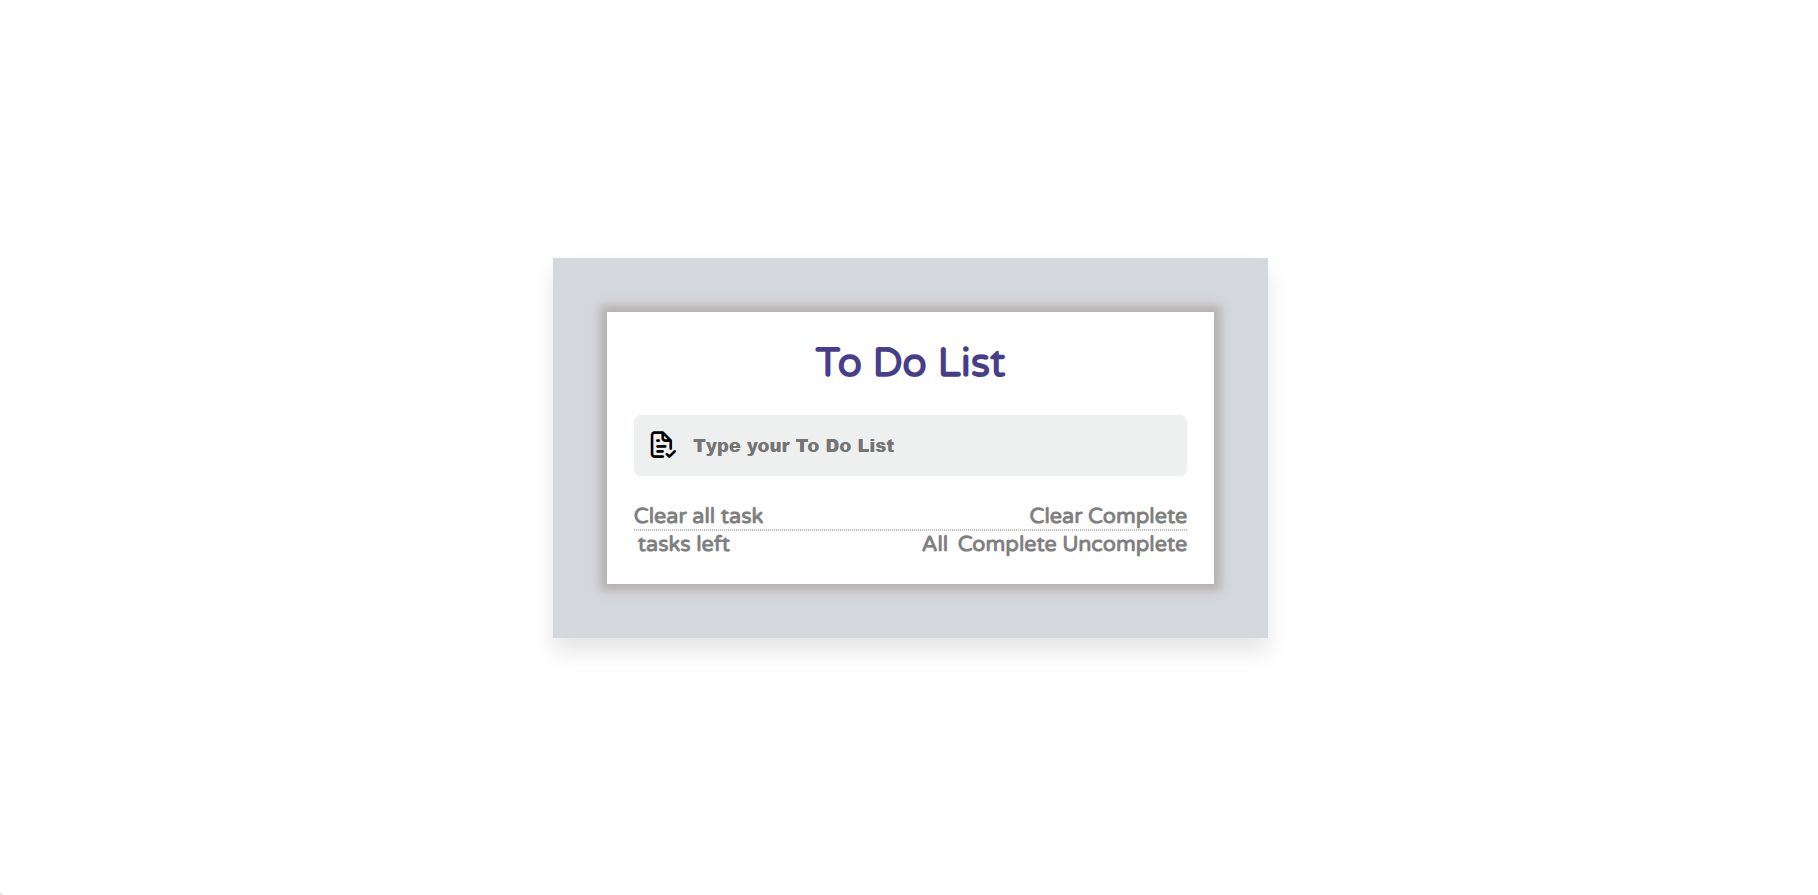 To Do List
Type your To Do List
Clear all task Clear Complete
tasks left All Complete Uncomplete